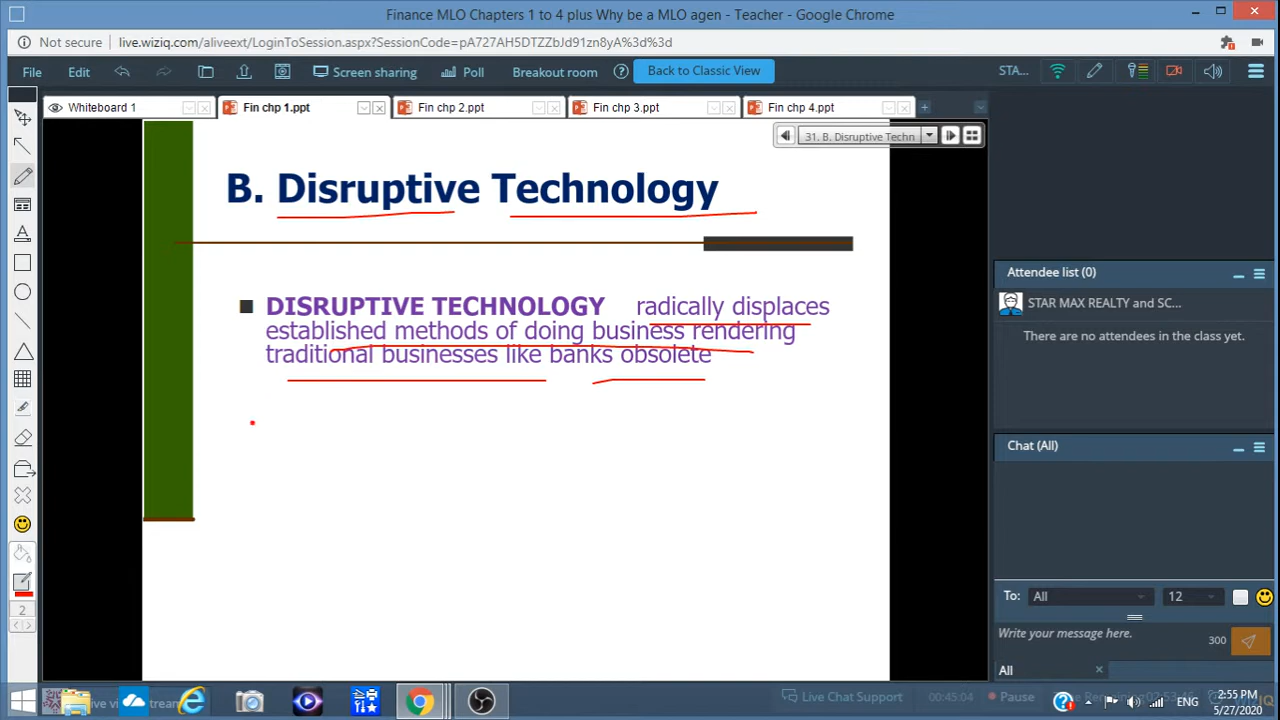 Finance MLO Chapters 1 to 4 plus Why be a MLO agen - Teacher - Google Chrome
Not secure live.wiziq.com/aliveext/LoginToSession.aspx?SessionCode=pA727AH5DTZZbJd91zn8yA%3d%3d
File Edit Screen sharing Poll Breakout room Back to Classic View STA...
Whiteboard 1 Fin chp 1.ppt Fin chp 2.ppt Fin chp 3.ppt Fin chp 4.ppt
31. B. Disruptive Techn
B. Disruptive Technology
DISRUPTIVE TECHNOLOGY radically displaces
established methods of doing business rendering
traditional businesses like banks obsolete
Attendee list (0)
STAR MAX REALTY and SC...
There are no attendees in the class yet.
Chat (All)
To: All 12
Write your message here. 300
All
2
Live Chat Support 00:45:04 Pause
ENG
2:55 PM
5/27/2020